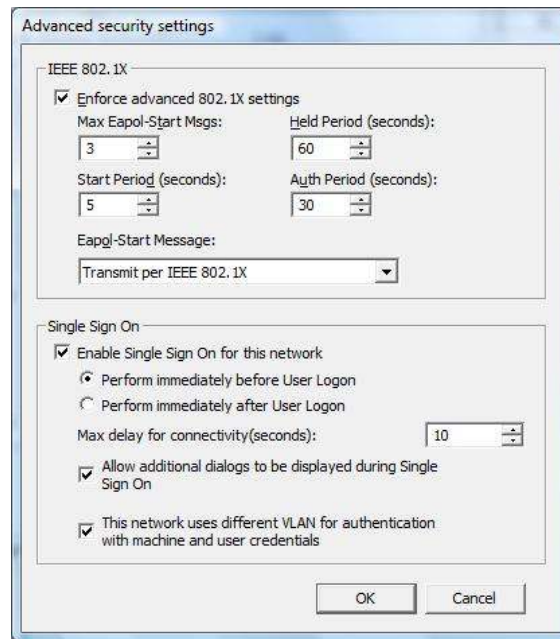 Advanced security settings
IEEE 802.1X
Enforce advanced 802.1X settings
Max Eapol-Start Msgs: Held Period (seconds):
3 60
Start Period (seconds): Auth Period (seconds):
5 30
Eapol-Start Message:
Transmit per IEEE 802.1X
Single Sign On
Enable Single Sign On for this network
Perform immediately before User Logon
Perform immediately after User Logon
Max delay for connectivity(seconds): 10
Allow additional dialogs to be displayed during Single
Sign On
This network uses different VLAN for authentication
with machine and user credentials
OK Cancel